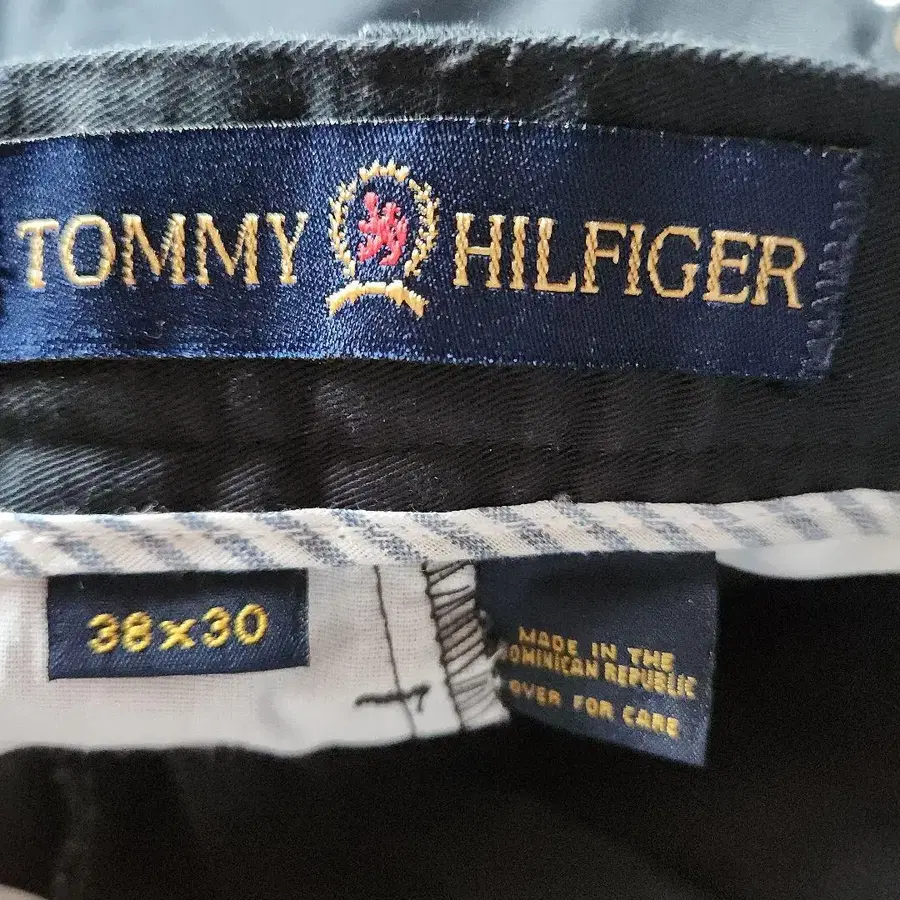 TOMMY HILFIGER
38x30
MADE IN THE
DOMINICAN REPUBLIC
OVER FOR CARE